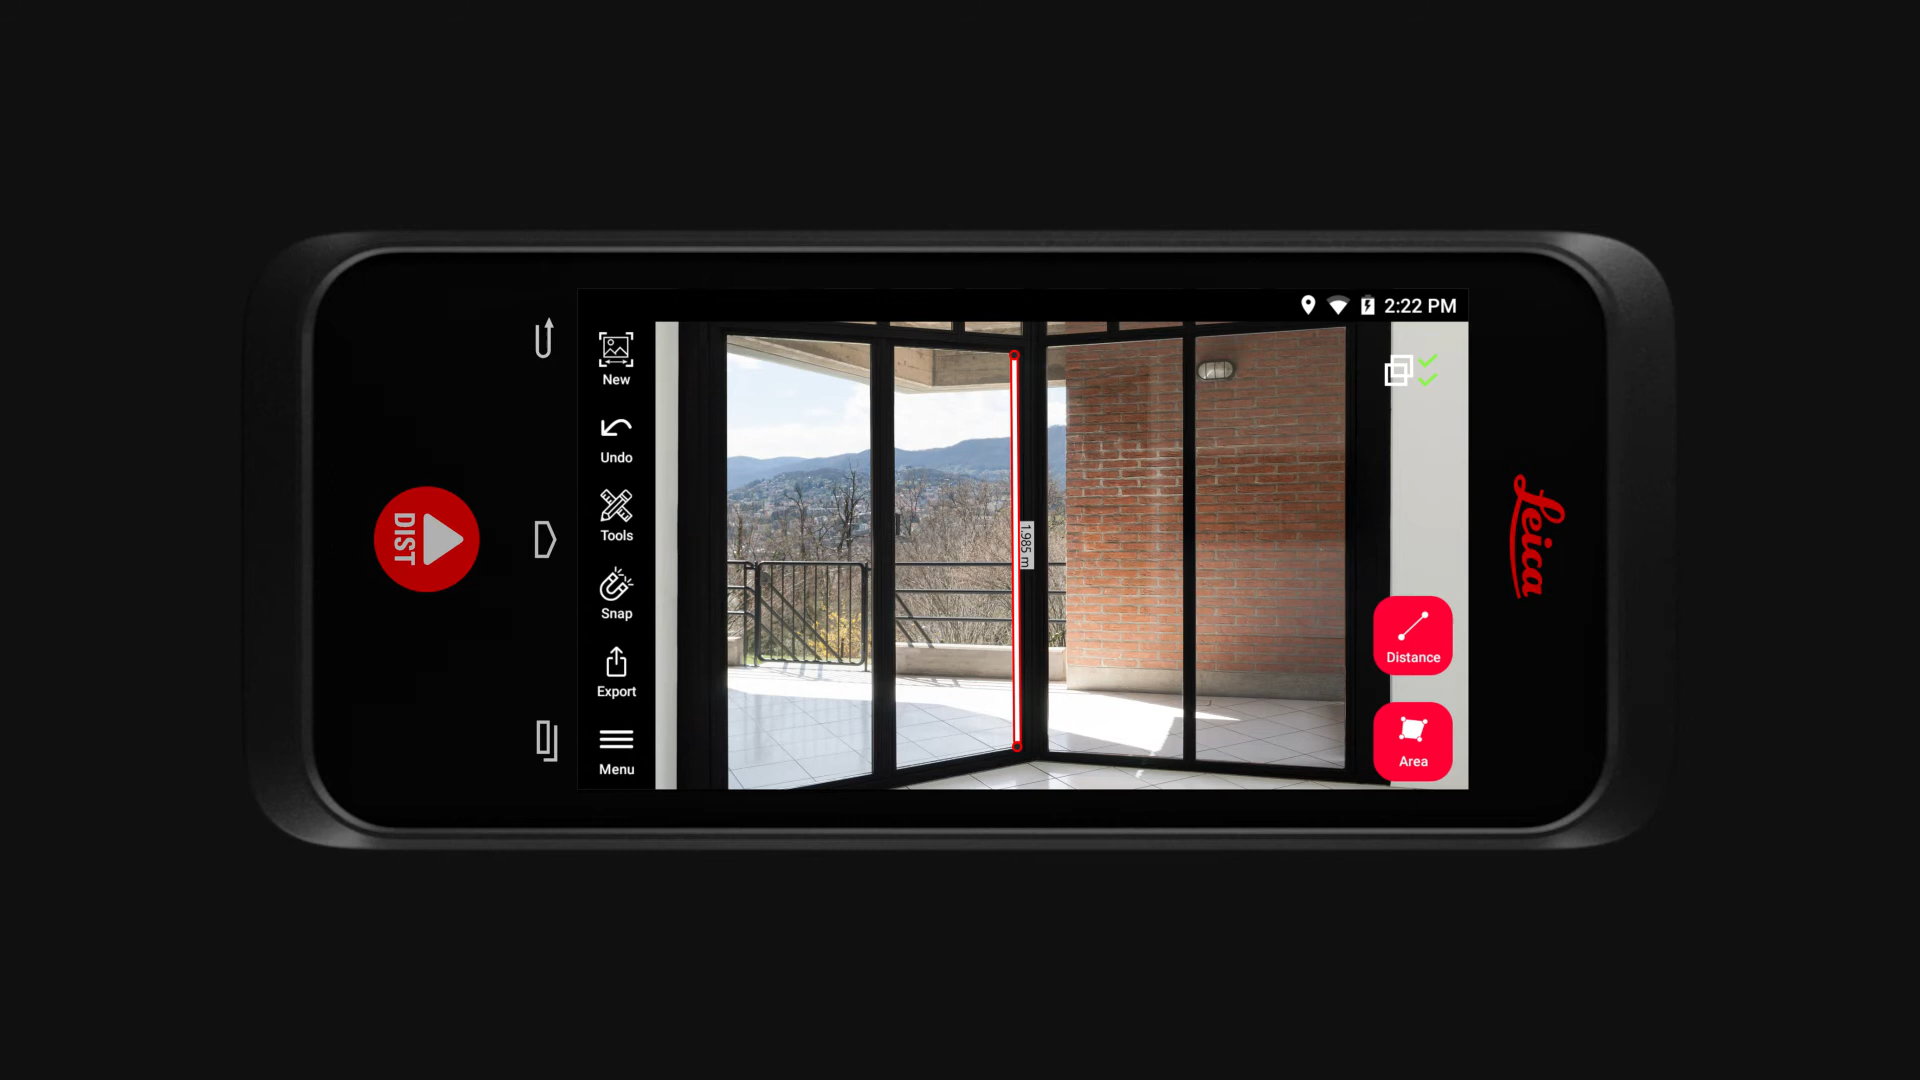 2:22 PM
New
Undo
Tools
Snap
Export
Menu
1.985 m
Distance
Area
DIST
Leica